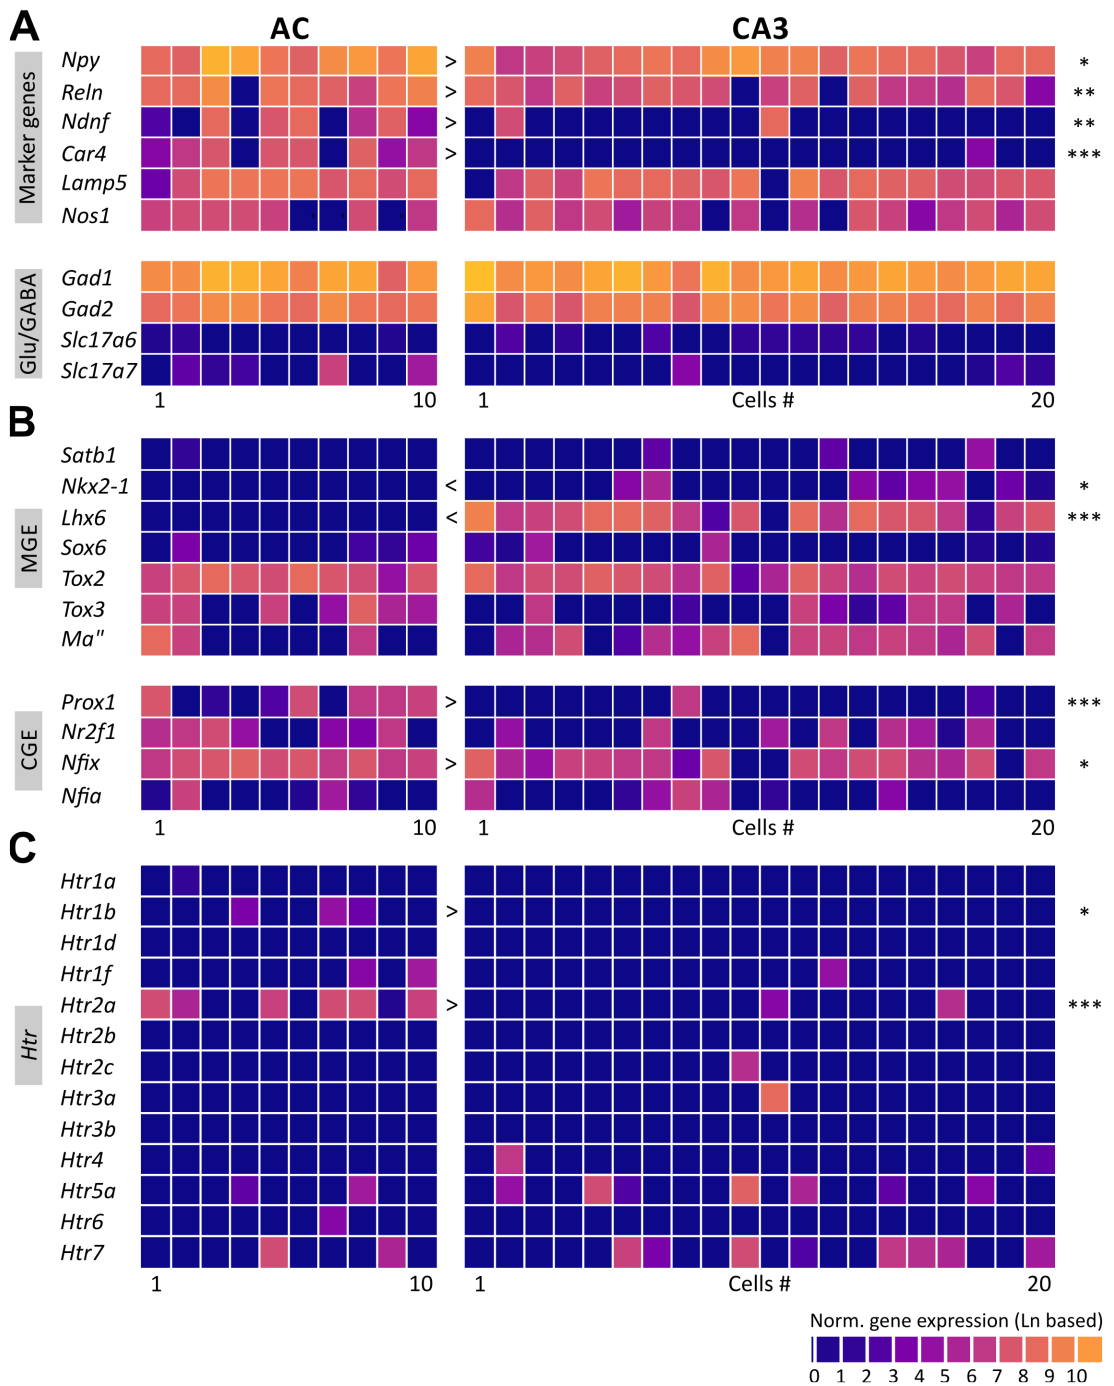 A
AC
CA3
Marker genes
Npy > *
Reln > **
Ndnf > **
Car4 > ***
Lamp5
Nos1
Glu/GABA
Gad1
Gad2
Slc17a6
Slc17a7
1 10 1 Cells # 20
B
MGE
Satb1
Nkx2-1 < *
Lhx6 < ***
Sox6
Tox2
Tox3
Ma"
CGE
Prox1 > ***
Nr2f1
Nfix > *
Nfia
1 10 1 Cells # 20
C
Htr
Htr1a
Htr1b > *
Htr1d
Htr1f
Htr2a > ***
Htr2b
Htr2c
Htr3a
Htr3b
Htr4
Htr5a
Htr6
Htr7
1 10 1 Cells # 20
Norm. gene expression (Ln based)
0 1 2 3 4 5 6 7 8 9 10